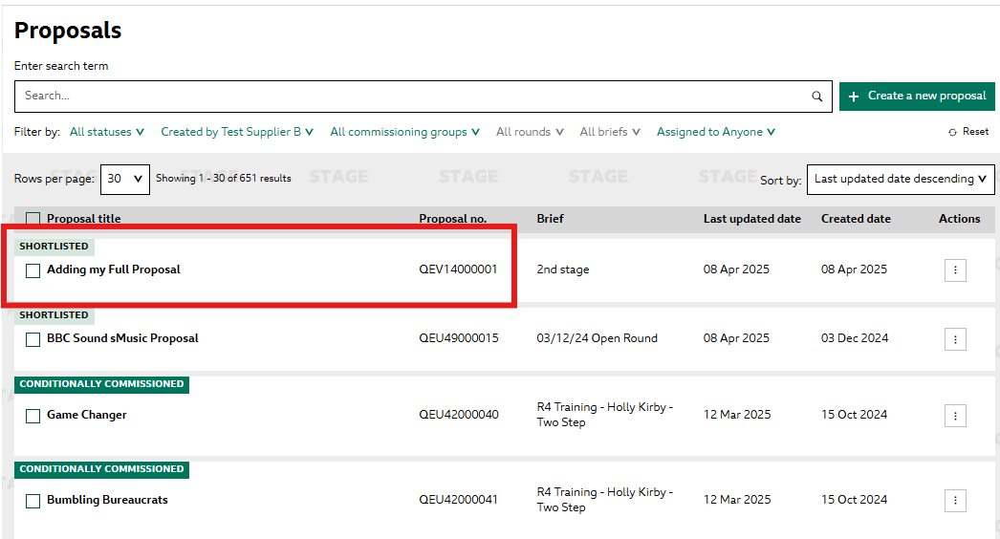 Proposals
Enter search term
Search...
Create a new proposal
Filter by: All statuses Created by Test Supplier B All commissioning groups All rounds All briefs Assigned to Anyone Reset
Rows per page: 30 Showing 1 - 30 of 651 results Sort by: Last updated date descending
STAGE STAGE STAGE STAGE STAGE STAGE
Proposal title Proposal no. Brief Last updated date Created date Actions
SHORTLISTED
Adding my Full Proposal QEV14000001 2nd stage 08 Apr 2025 08 Apr 2025
SHORTLISTED
BBC Sound sMusic Proposal QEU49000015 03/12/24 Open Round 08 Apr 2025 03 Dec 2024
CONDITIONALLY COMMISSIONED
Game Changer QEU42000040 R4 Training - Holly Kirby - 12 Mar 2025 15 Oct 2024
Two Step
CONDITIONALLY COMMISSIONED
Bumbling Bureaucrats QEU42000041 R4 Training - Holly Kirby - 12 Mar 2025 15 Oct 2024
Two Step